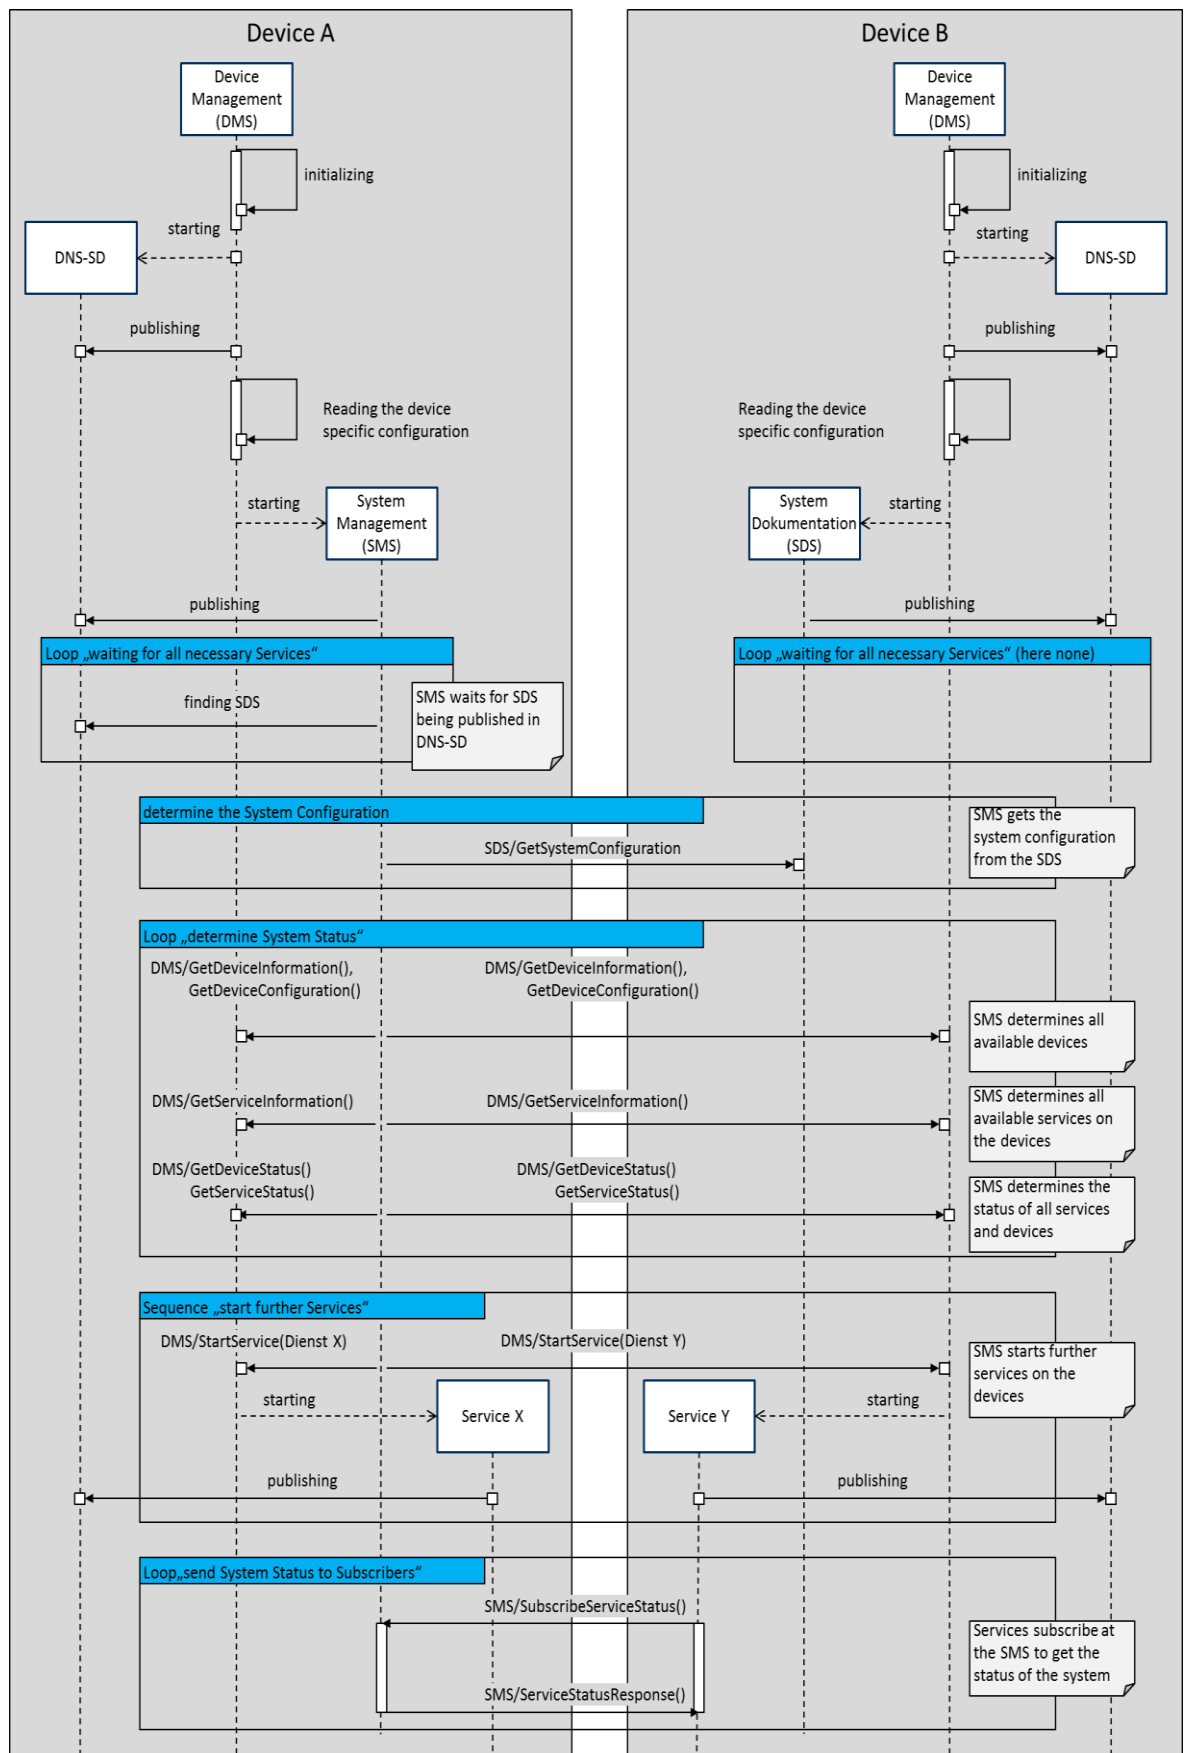 Device A
Device B
Device
Management
(DMS)
Device
Management
(DMS)
initializing
initializing
starting
starting
DNS-SD
DNS-SD
publishing
publishing
Reading the device
specific configuration
Reading the device
specific configuration
starting
System
Management
(SMS)
System
Dokumentation
(SDS)
starting
publishing
publishing
Loop „waiting for all necessary Services“
Loop „waiting for all necessary Services“ (here none)
finding SDS
SMS waits for SDS
being published in
DNS-SD
determine the System Configuration
SMS gets the
system configuration
from the SDS
SDS/GetSystemConfiguration
Loop „determine System Status“
DMS/GetDeviceInformation(),
GetDeviceConfiguration()
DMS/GetDeviceInformation(),
GetDeviceConfiguration()
SMS determines all
available devices
DMS/GetServiceInformation()
DMS/GetServiceInformation()
SMS determines all
available services on
the devices
DMS/GetDeviceStatus()
GetServiceStatus()
DMS/GetDeviceStatus()
GetServiceStatus()
SMS determines the
status of all services
and devices
Sequence „start further Services“
DMS/StartService(Dienst X)
DMS/StartService(Dienst Y)
SMS starts further
services on the
devices
starting
Service X
Service Y
starting
publishing
publishing
Loop„send System Status to Subscribers“
SMS/SubscribeServiceStatus()
Services subscribe at
the SMS to get the
status of the system
SMS/ServiceStatusResponse()